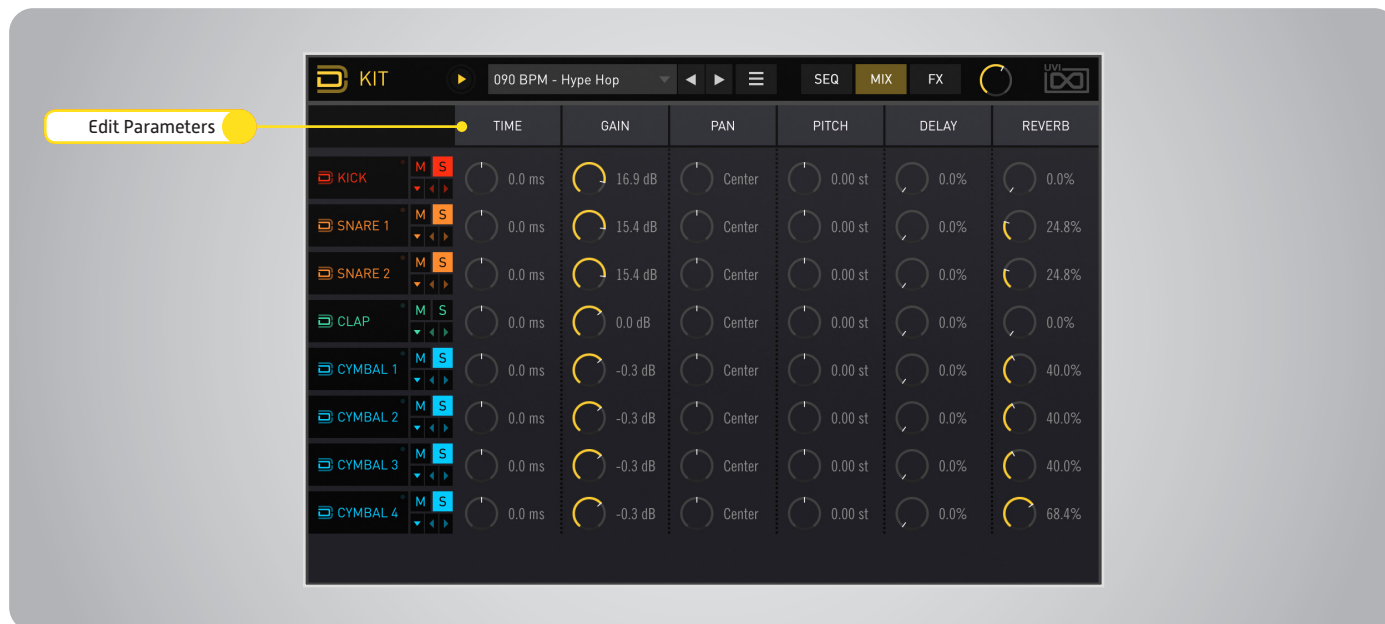 KIT
090 BPM - Hype Hop
SEQ MIX FX
UVI
Edit Parameters
TIME GAIN PAN PITCH DELAY REVERB
KICK M S 0.0 ms 16.9 dB Center 0.00 st 0.0% 0.0%
SNARE 1 M S 0.0 ms 15.4 dB Center 0.00 st 0.0% 24.8%
SNARE 2 M S 0.0 ms 15.4 dB Center 0.00 st 0.0% 24.8%
CLAP M S 0.0 ms 0.0 dB Center 0.00 st 0.0% 0.0%
CYMBAL 1 M S 0.0 ms -0.3 dB Center 0.00 st 0.0% 40.0%
CYMBAL 2 M S 0.0 ms -0.3 dB Center 0.00 st 0.0% 40.0%
CYMBAL 3 M S 0.0 ms -0.3 dB Center 0.00 st 0.0% 40.0%
CYMBAL 4 M S 0.0 ms -0.3 dB Center 0.00 st 0.0% 68.4%